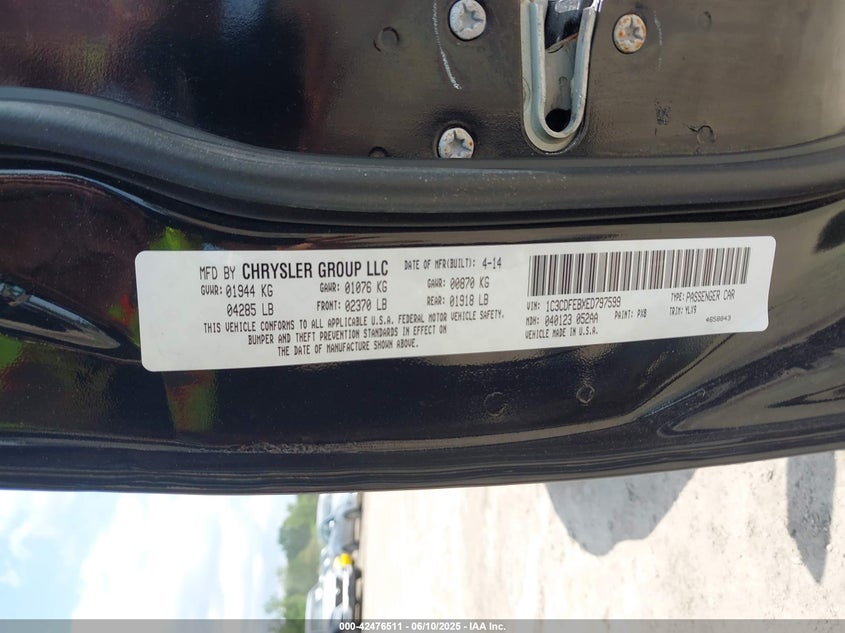 MFD BY CHRYSLER GROUP LLC DATE OF MFR(BUILT): 4-14
GVWR: 01944 KG GAWR: 01076 KG GAWR: 00870 KG
04285 LB FRONT: 02370 LB REAR: 01918 LB
THIS VEHICLE CONFORMS TO ALL APPLICABLE U.S.A. FEDERAL MOTOR VEHICLE SAFETY,
BUMPER AND THEFT PREVENTION STANDARDS IN EFFECT ON
THE DATE OF MANUFACTURE SHOWN ABOVE.
VIN: 1C3CDFEBXED797599 TYPE: PASSENGER CAR
MDH: 040123 052AA PAINT: PXB TRIM: YLX9
VEHICLE MADE IN U.S.A. 4650843
000-42476511 - 06/10/2025 - IAA Inc.